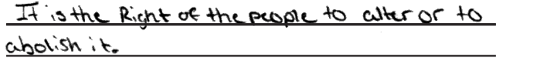 It is the Right of the people to alter or to
abolish it.